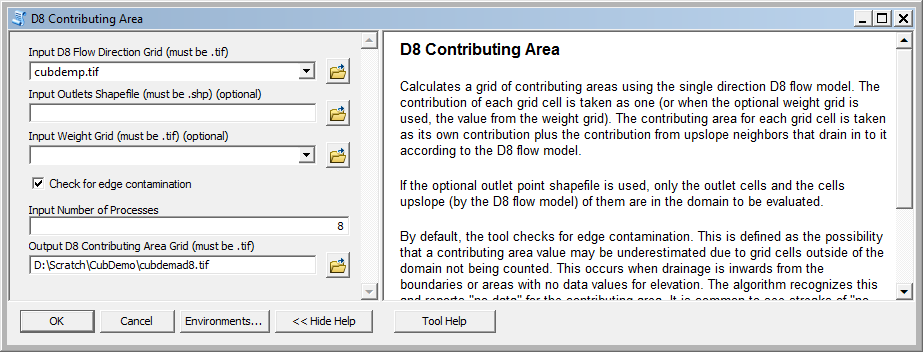 D8 Contributing Area
Input D8 Flow Direction Grid (must be .tif)
cubdemp.tif
Input Outlets Shapefile (must be .shp) (optional)
Input Weight Grid (must be .tif) (optional)
Check for edge contamination
Input Number of Processes
8
Output D8 Contributing Area Grid (must be .tif)
D:\Scratch\CubDemo\cubdemad8.tif
D8 Contributing Area
Calculates a grid of contributing areas using the single direction D8 flow model. The
contribution of each grid cell is taken as one (or when the optional weight grid is
used, the value from the weight grid). The contributing area for each grid cell is taken
as its own contribution plus the contribution from upslope neighbors that drain in to it
according to the D8 flow model.
If the optional outlet point shapefile is used, only the outlet cells and the cells
upslope (by the D8 flow model) of them are in the domain to be evaluated.
By default, the tool checks for edge contamination. This is defined as the possibility
that a contributing area value may be underestimated due to grid cells outside of the
domain not being counted. This occurs when drainage is inwards from the
boundaries or areas with no data values for elevation. The algorithm recognizes this
and reports "no data" for the contributing area. It is common to see streaks of "no
OK
Cancel
Environments...
<< Hide Help
Tool Help